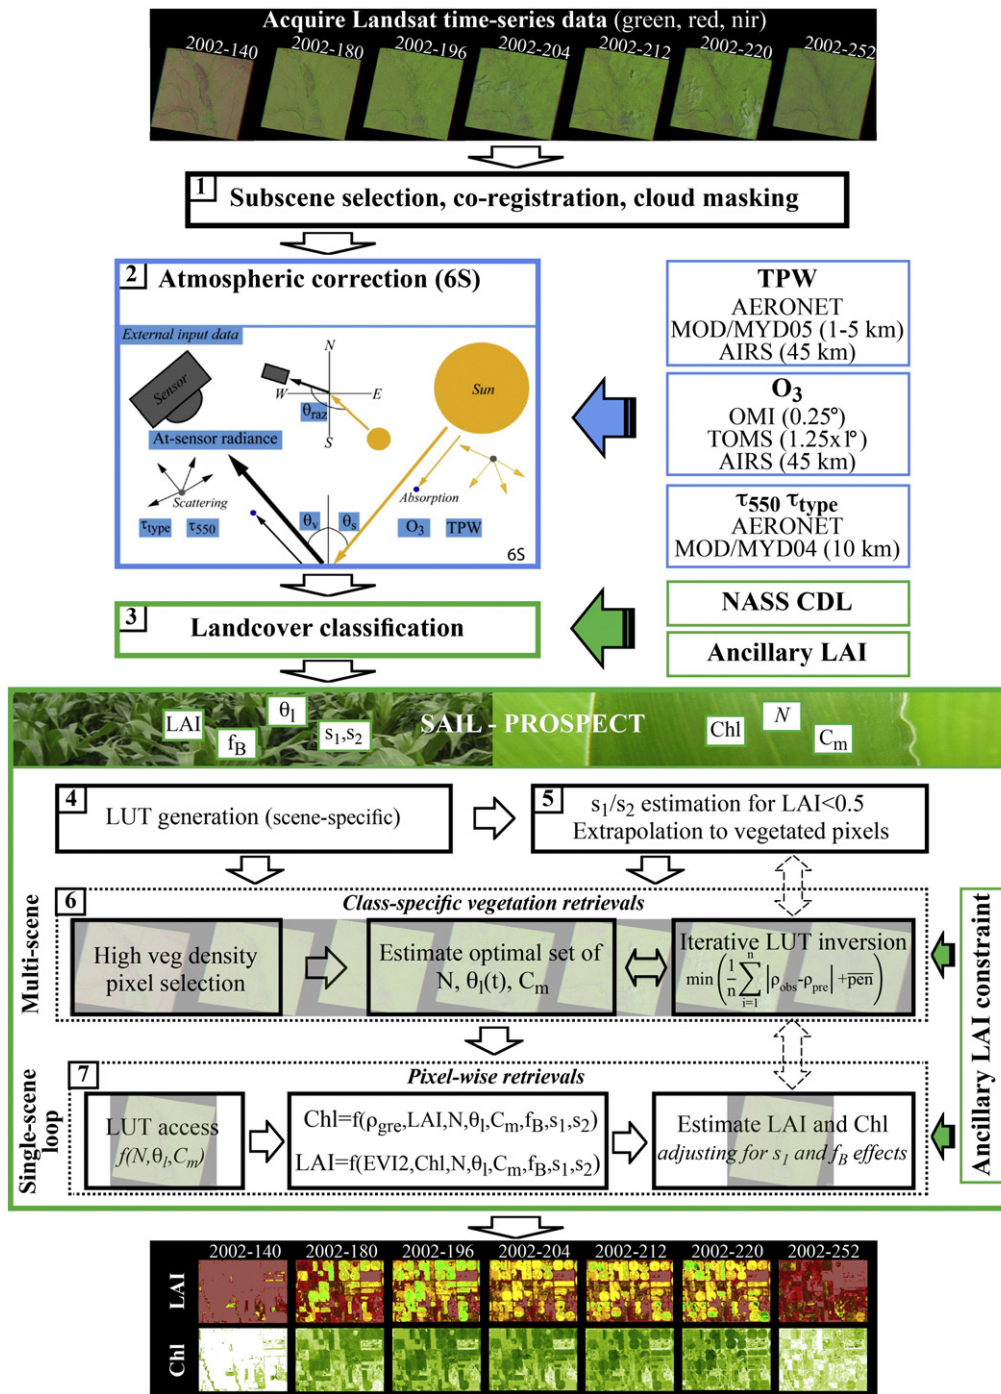 Acquire Landsat time-series data (green, red, nir)
2002-140 2002-180 2002-196 2002-204 2002-212 2002-220 2002-252
1
Subscene selection, co-registration, cloud masking
2
Atmospheric correction (6S)
External input data
Sensor
At-sensor radiance
N
W
E
S
θraz
Sun
Scattering
τtype τ550
θv θs
Absorption
O3 TPW
6S
TPW
AERONET
MOD/MYD05 (1-5 km)
AIRS (45 km)
O3
OMI (0.25°)
TOMS (1.25x1°)
AIRS (45 km)
τ550 τtype
AERONET
MOD/MYD04 (10 km)
3
Landcover classification
NASS CDL
Ancillary LAI
SAIL - PROSPECT
LAI
fB
θl
s1,s2
Chl
N
Cm
4
LUT generation (scene-specific)
5
s1/s2 estimation for LAI<0.5
Extrapolation to vegetated pixels
Multi-scene
6
Class-specific vegetation retrievals
High veg density
pixel selection
Estimate optimal set of
N, θl(t), Cm
Iterative LUT inversion
min(1/n ∑i=1n |ρobs-ρpre| +pen)
Ancillary LAI constraint
Single-scene
loop
7
Pixel-wise retrievals
LUT access
f(N,θl,Cm)
Chl=f(ρgre,LAI,N,θl,Cm,fB,s1,s2)
LAI=f(EVI2,Chl,N,θl,Cm,fB,s1,s2)
Estimate LAI and Chl
adjusting for s1 and fB effects
2002-140 2002-180 2002-196 2002-204 2002-212 2002-220 2002-252
LAI
Chl